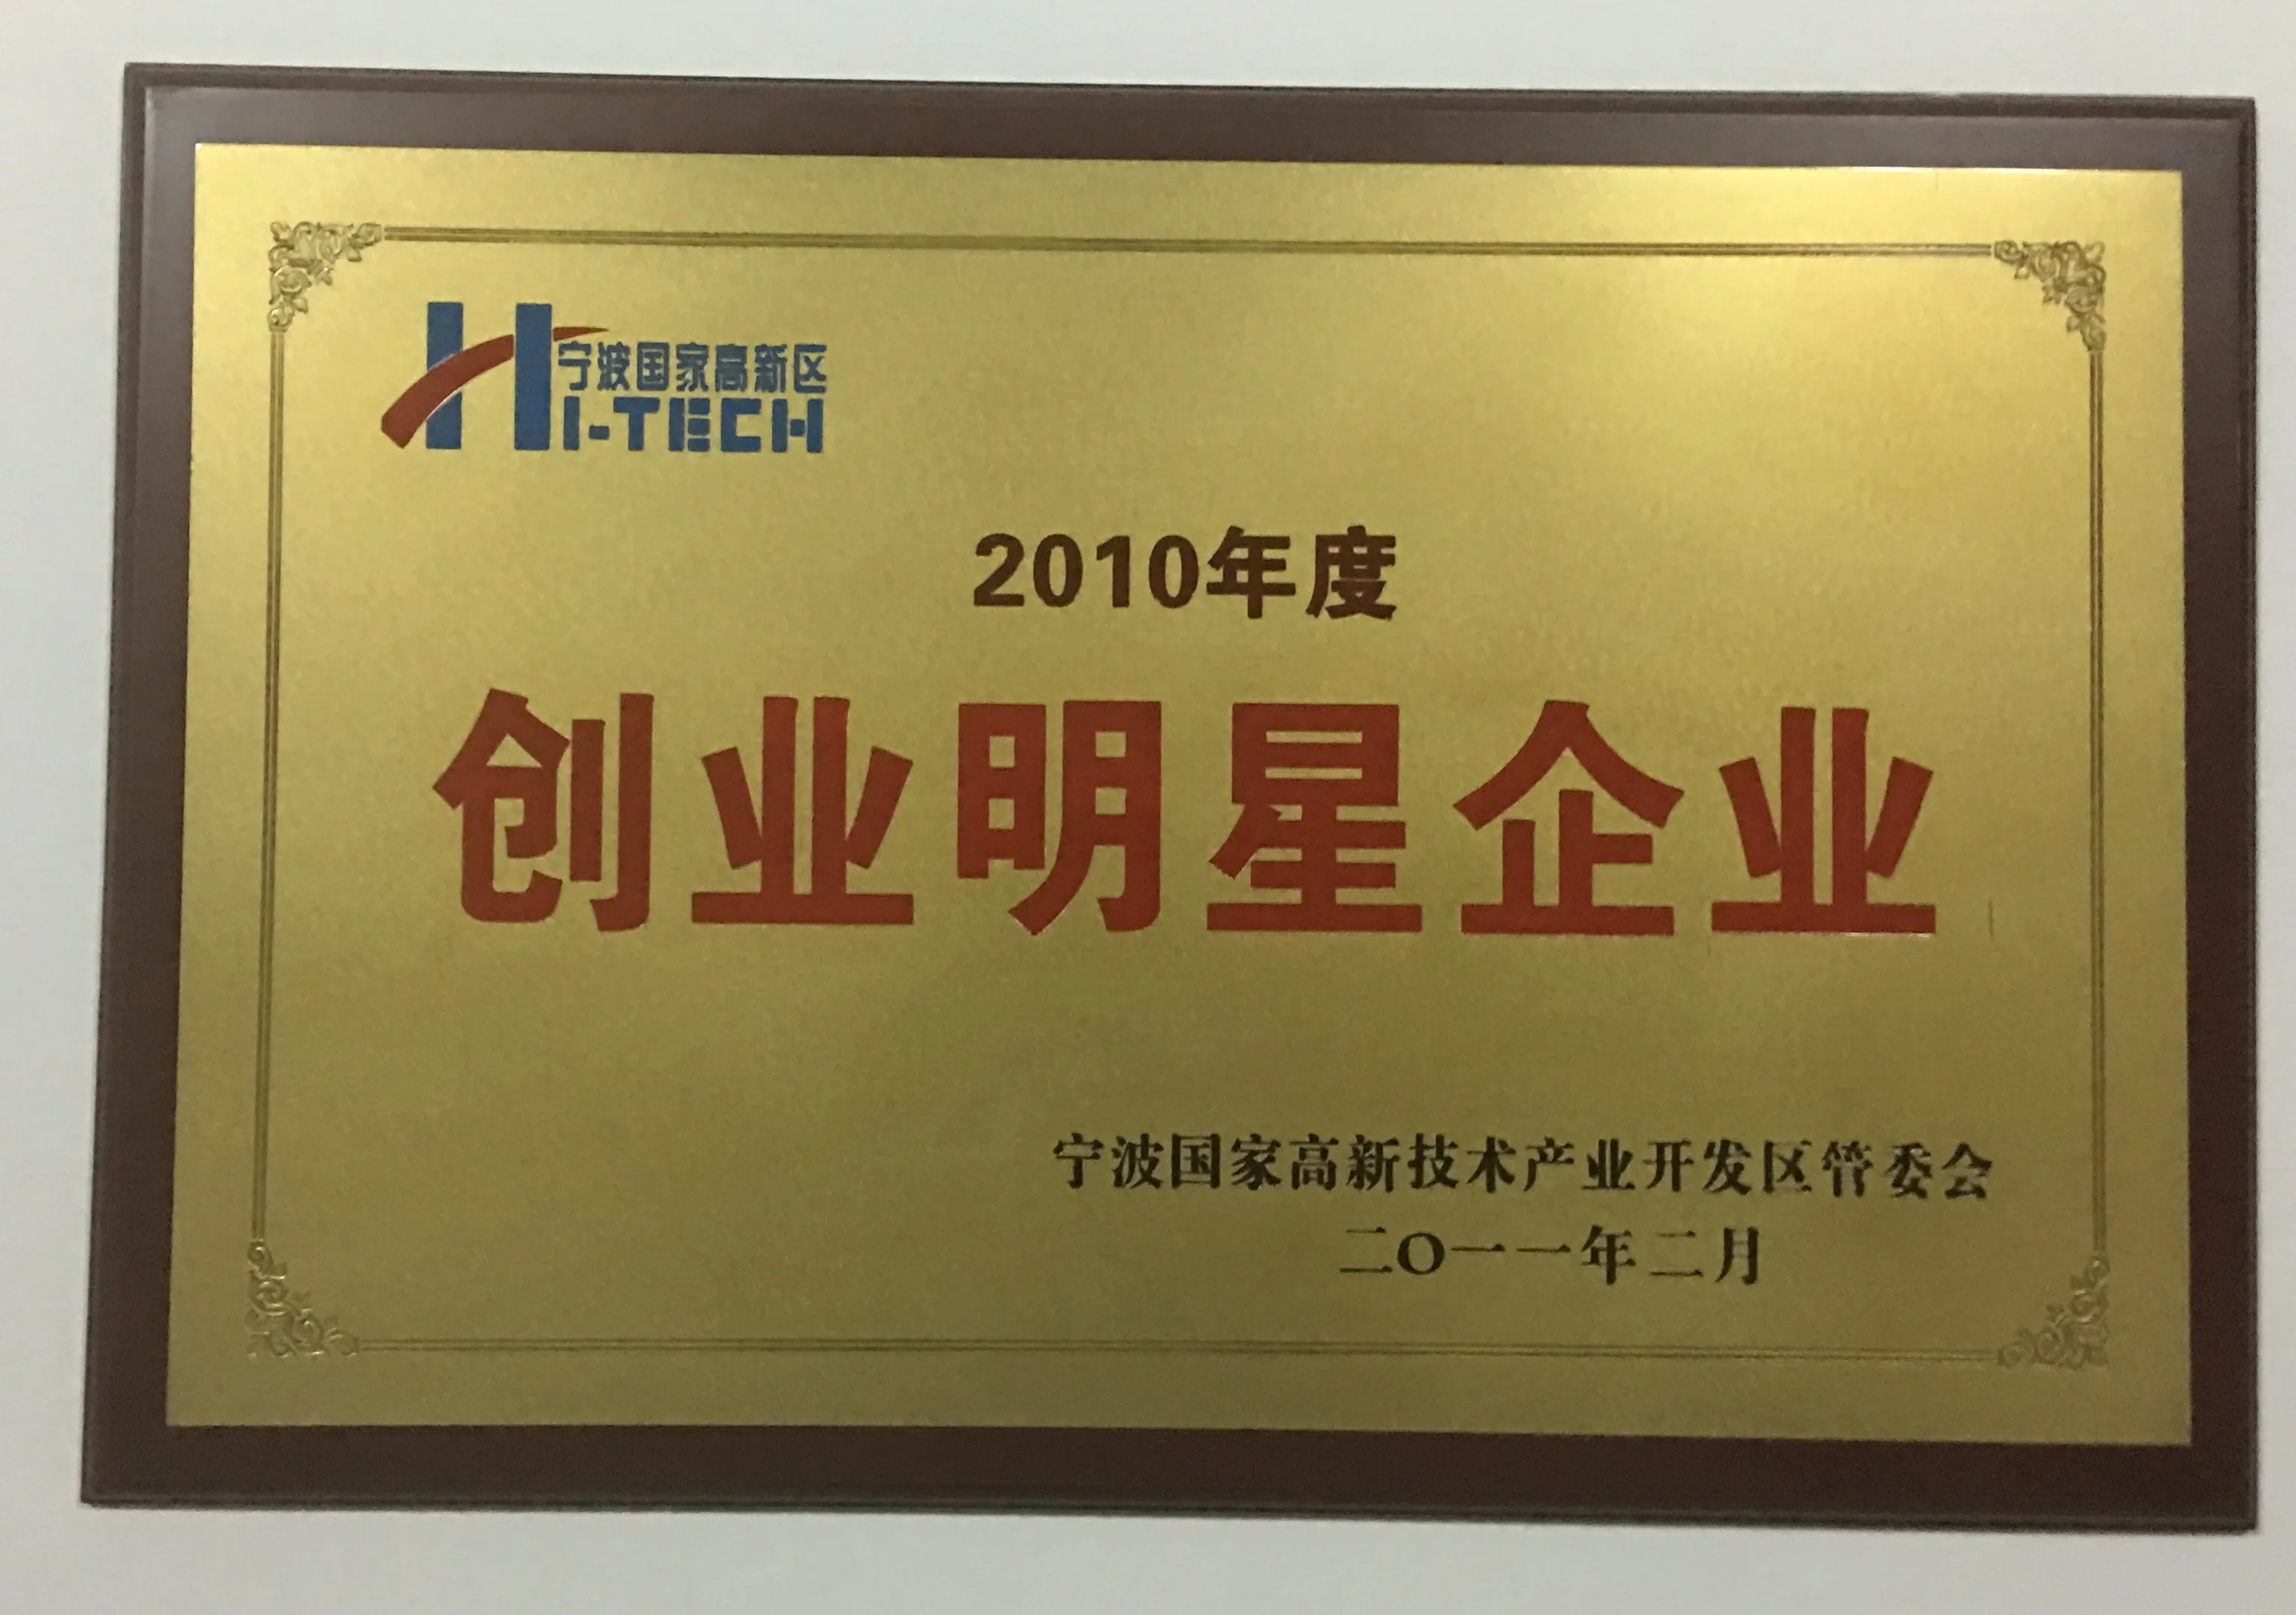 宁波国家高新区
HI-TECH
2010年度
创业明星企业
宁波国家高新技术产业开发区管委会
二〇一一年二月